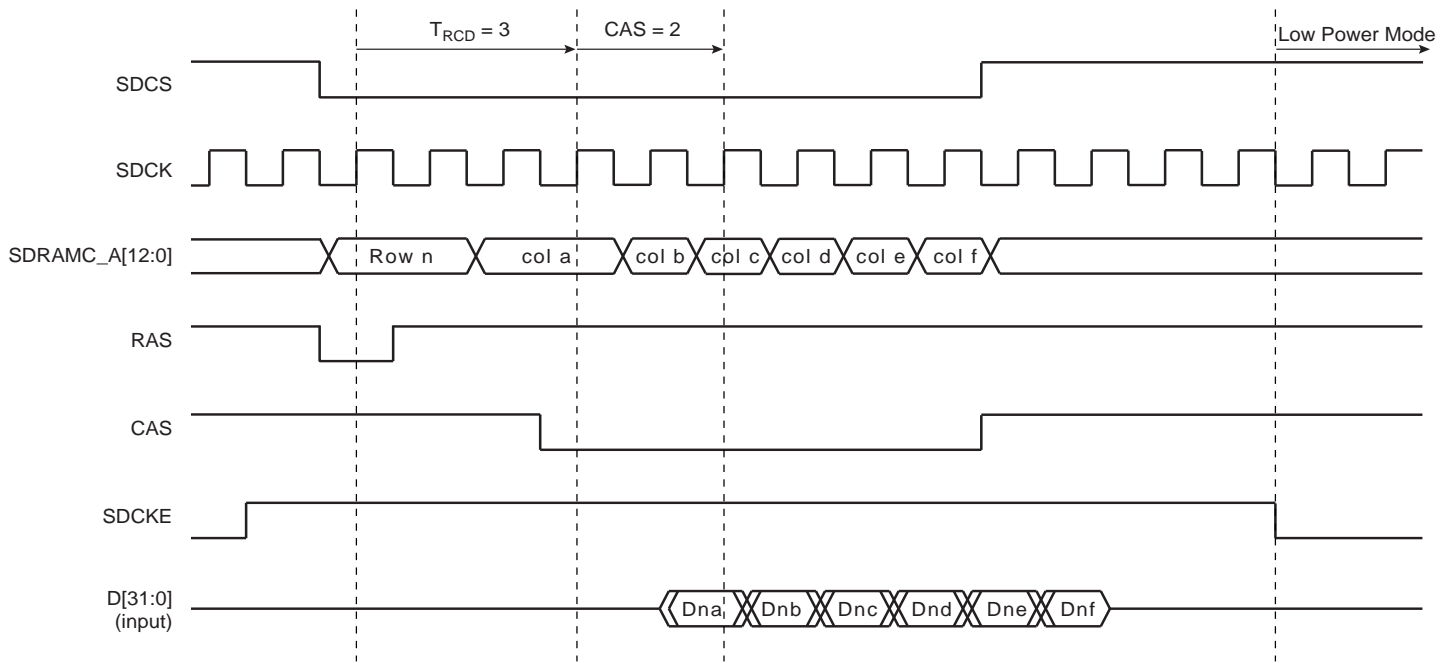 T_RCD = 3
CAS = 2
Low Power Mode
SDCS
SDCK
SDRAMC_A[12:0]
Row n
col a
col b
col c
col d
col e
col f
RAS
CAS
SDCKE
D[31:0]
(input)
Dna
Dnb
Dnc
Dnd
Dne
Dnf